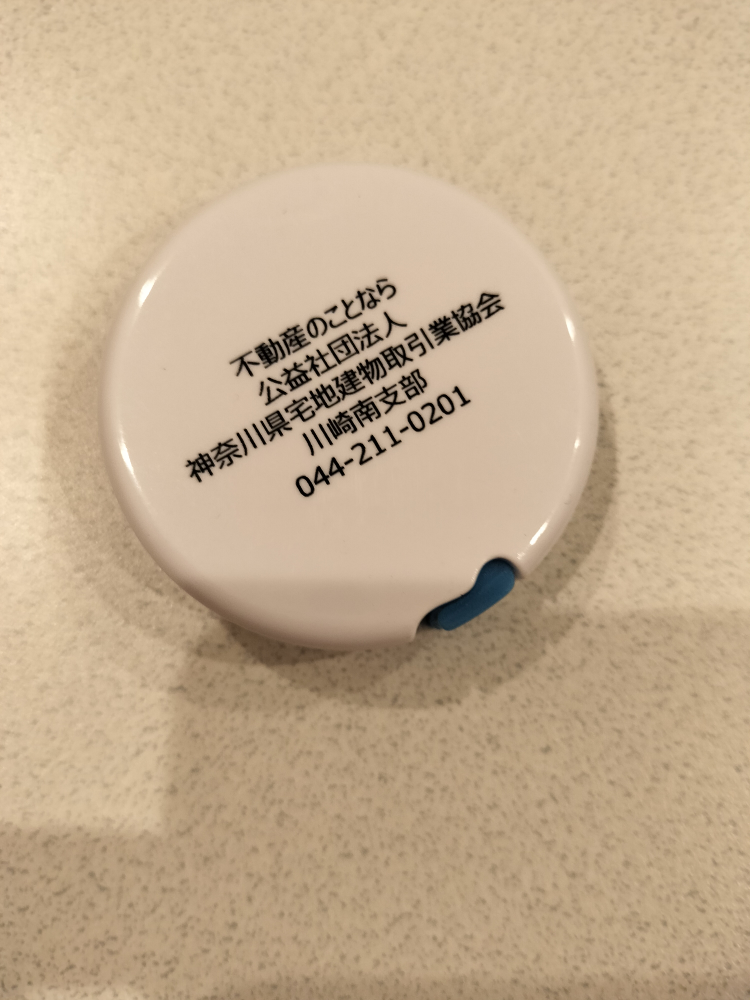 不動産のことなら
公益社団法人
神奈川県宅地建物取引業協会
川崎南支部
044-211-0201